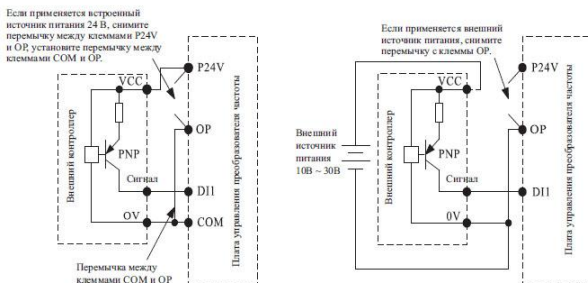 Если применяется встроенный
источник питания 24 В, снимите
перемычку между клеммами P24V
и OP, установите перемычку между
клеммами COM и OP.
VCC
P24V
OP
PNP
Сигнал
DI1
OV
COM
Внешний контроллер
Плата управления преобразователя частоты
Перемычка между
клеммами COM и OP
Если применяется внешний
источник питания, снимите
перемычку с клеммы OP.
VCC
P24V
OP
Внешний
источник
питания
10В ~ 30В
PNP
Сигнал
DI1
0V
COM
Внешний контроллер
Плата управления преобразователя частоты